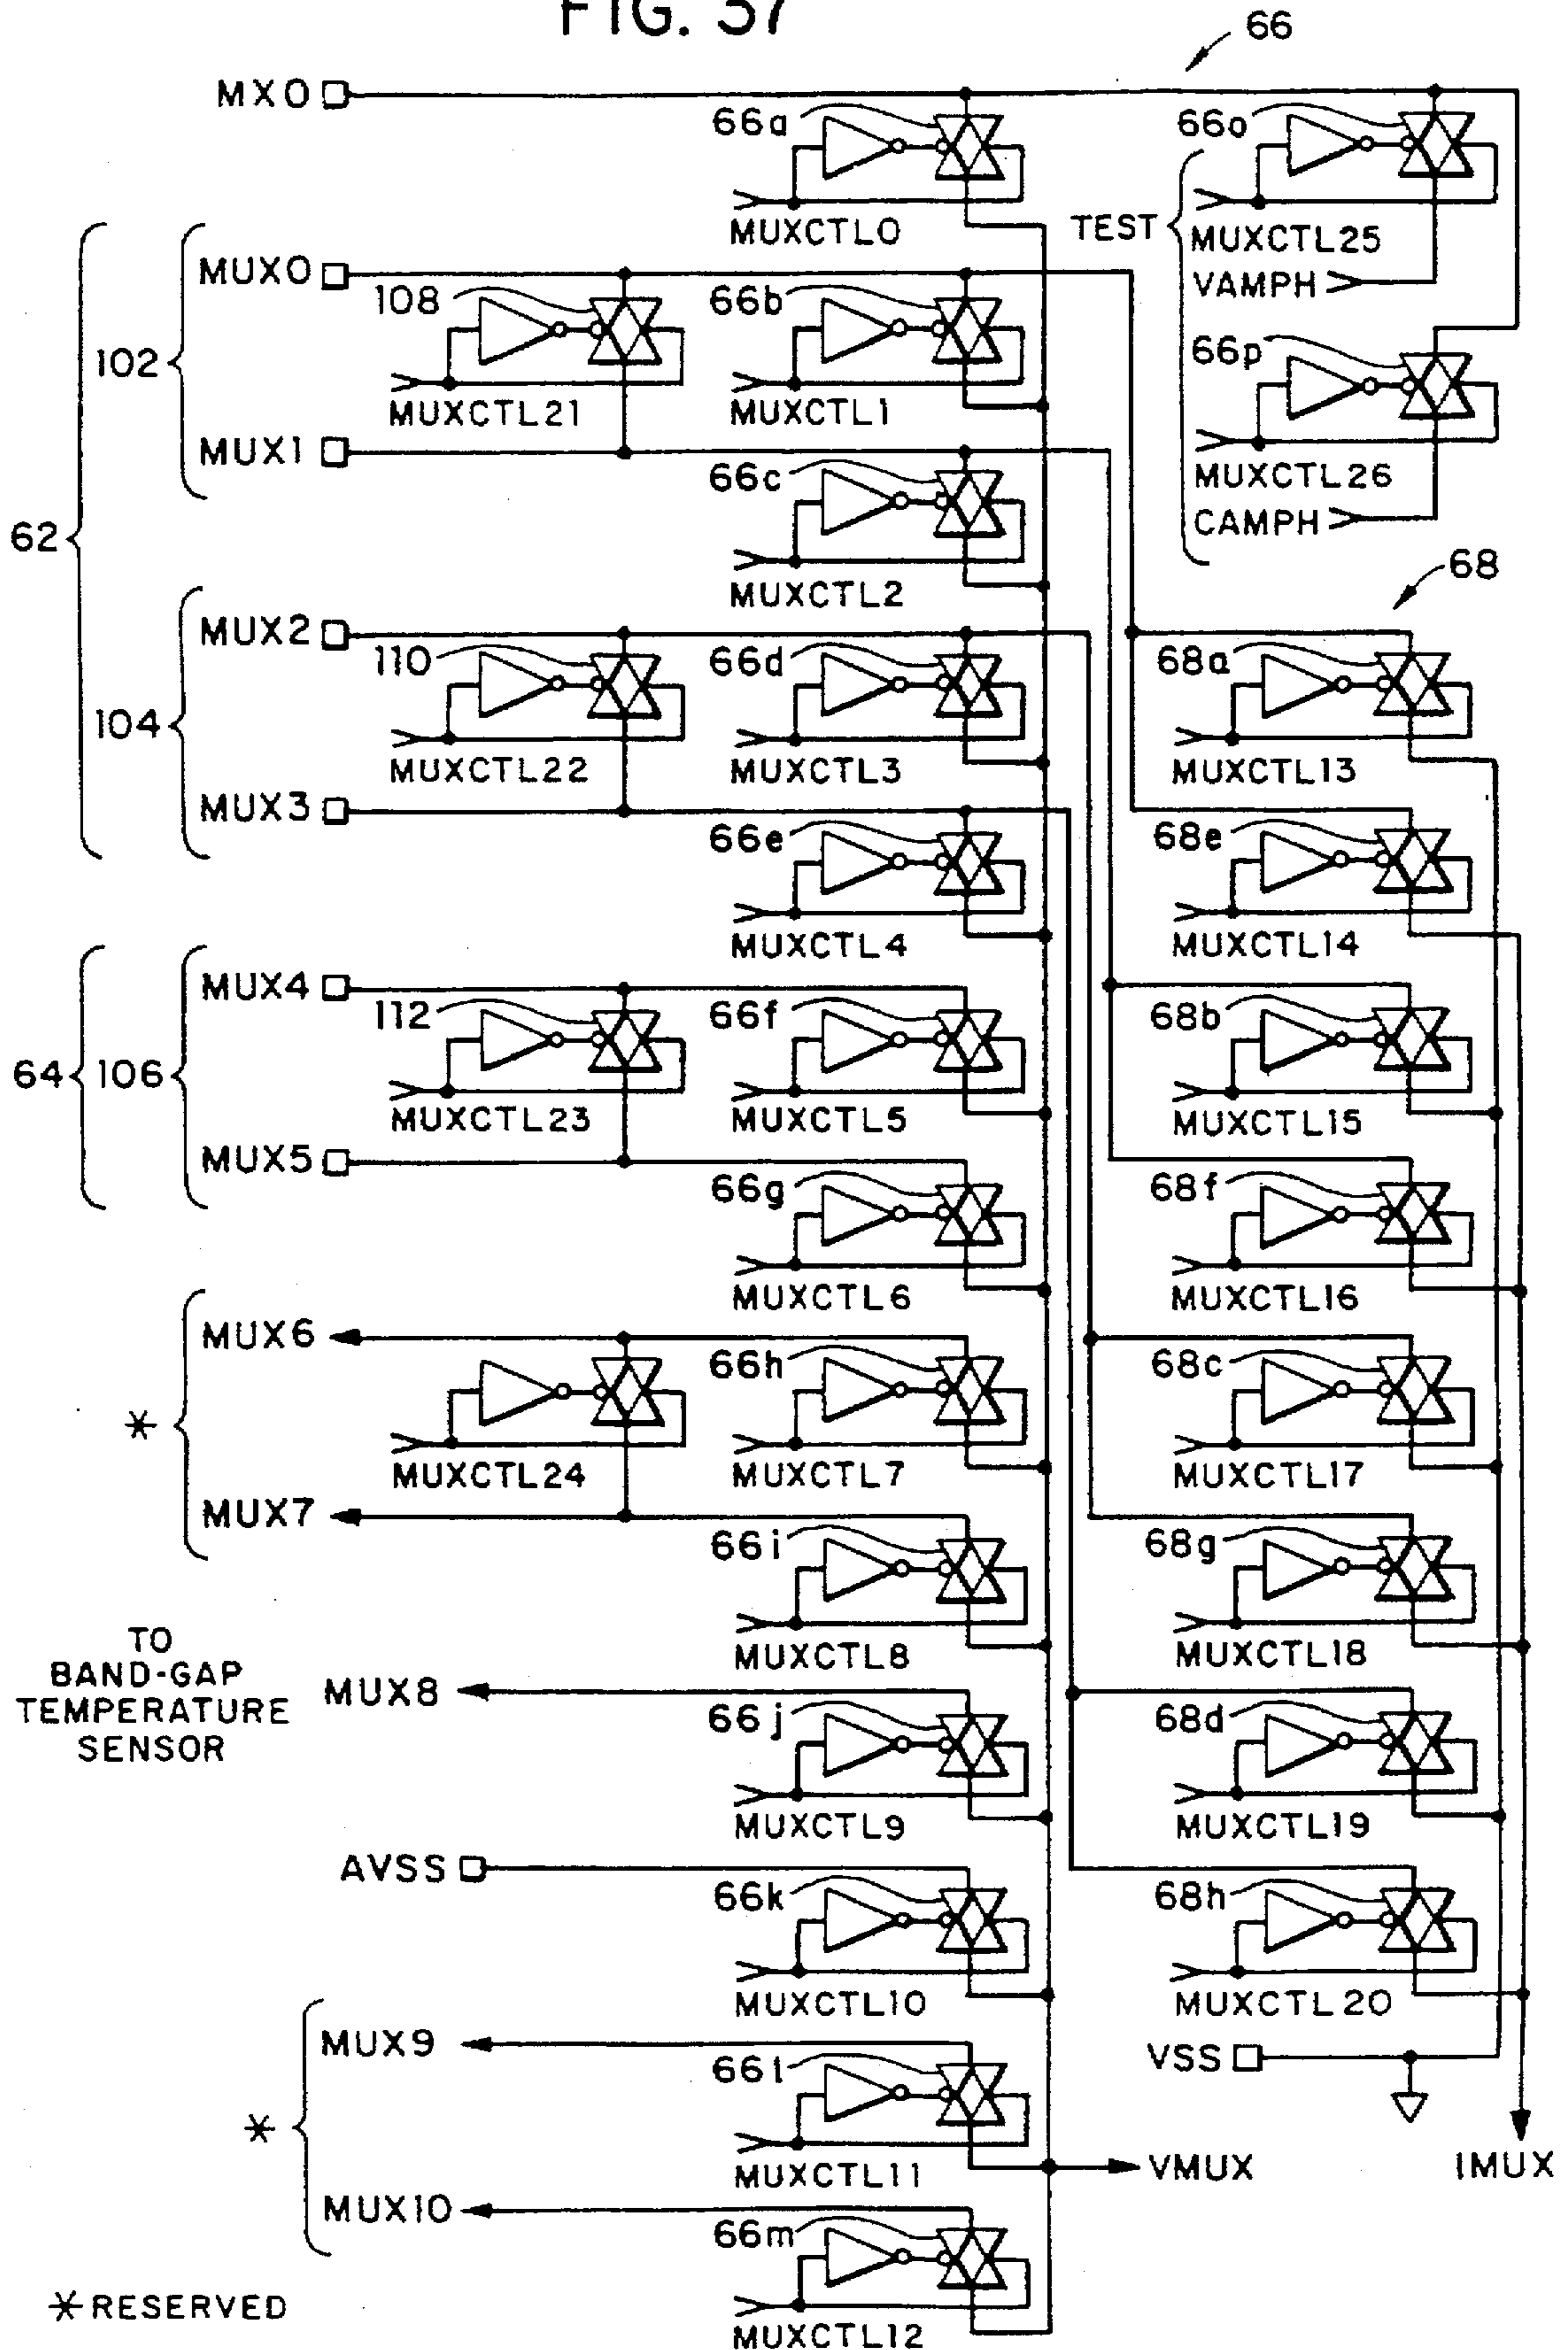 FIG. 37
66
MX0
66a
66o
MUXCTL0
TEST
MUXCTL25
VAMPH
62
102
MUX0
108
66b
MUXCTL21
MUXCTL1
66p
MUXCTL26
CAMPH
MUX1
66c
MUXCTL2
68
104
MUX2
110
66d
68a
MUXCTL22
MUXCTL3
MUXCTL13
MUX3
66e
68e
MUXCTL4
MUXCTL14
64
106
MUX4
112
66f
68b
MUXCTL23
MUXCTL5
MUXCTL15
MUX5
66g
68f
MUXCTL6
MUXCTL16
*
MUX6
66h
68c
MUXCTL24
MUXCTL7
MUXCTL17
MUX7
66i
68g
MUXCTL8
MUXCTL18
TO
BAND-GAP
TEMPERATURE
SENSOR
MUX8
66j
68d
MUXCTL9
MUXCTL19
AVSS
66k
68h
MUXCTL10
MUXCTL20
*
MUX9
66l
VSS
MUXCTL11
VMUX
IMUX
MUX10
66m
MUXCTL12
*RESERVED